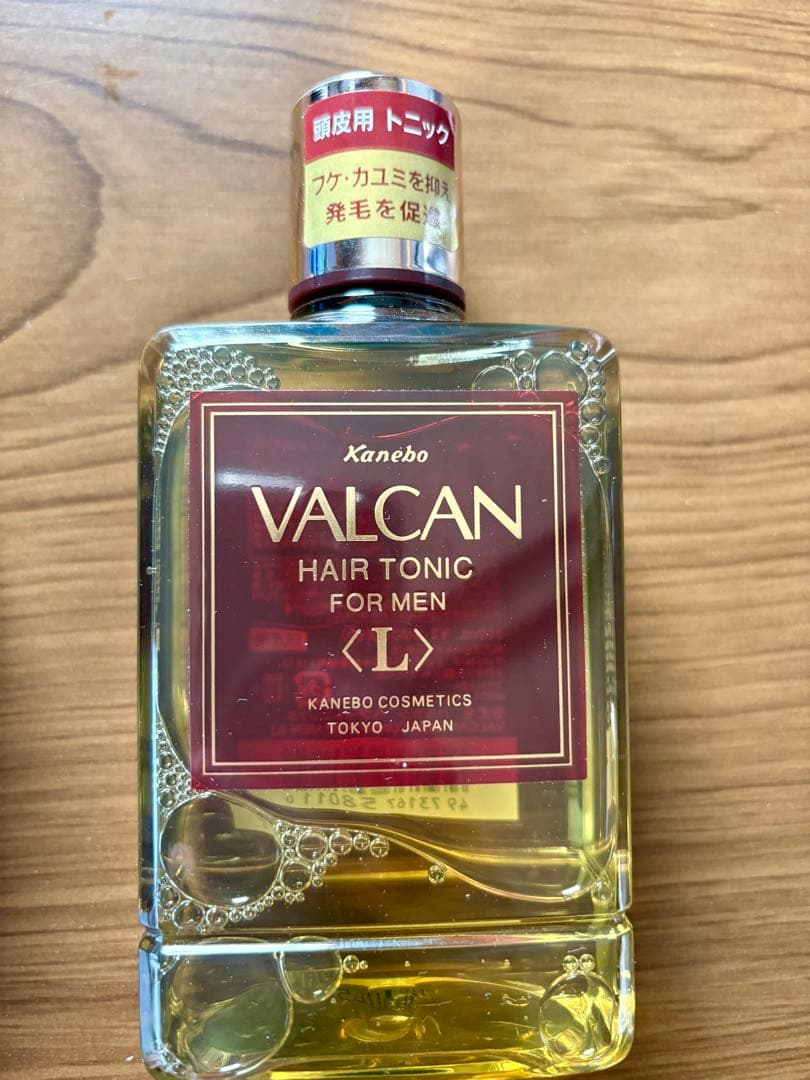 頭皮用 トニック
フケ・カユミを抑え
発毛を促進
Kanebo
VALCAN
HAIR TONIC
FOR MEN
〈L〉
KANEBO COSMETICS
TOKYO JAPAN